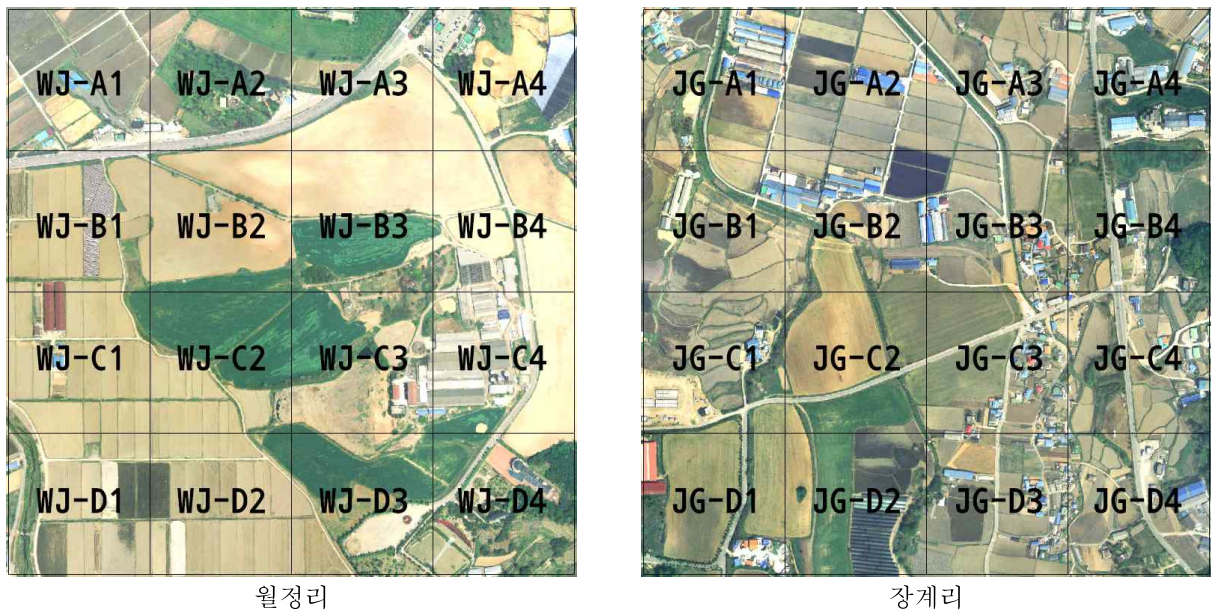 WJ-A1 WJ-A2 WJ-A3 WJ-A4 JG-A1 JG-A2 JG-A3 JG-A4
WJ-B1 WJ-B2 WJ-B3 WJ-B4 JG-B1 JG-B2 JG-B3 JG-B4
WJ-C1 WJ-C2 WJ-C3 WJ-C4 JG-C1 JG-C2 JG-C3 JG-C4
WJ-D1 WJ-D2 WJ-D3 WJ-D4 JG-D1 JG-D2 JG-D3 JG-D4
월정리 장계리